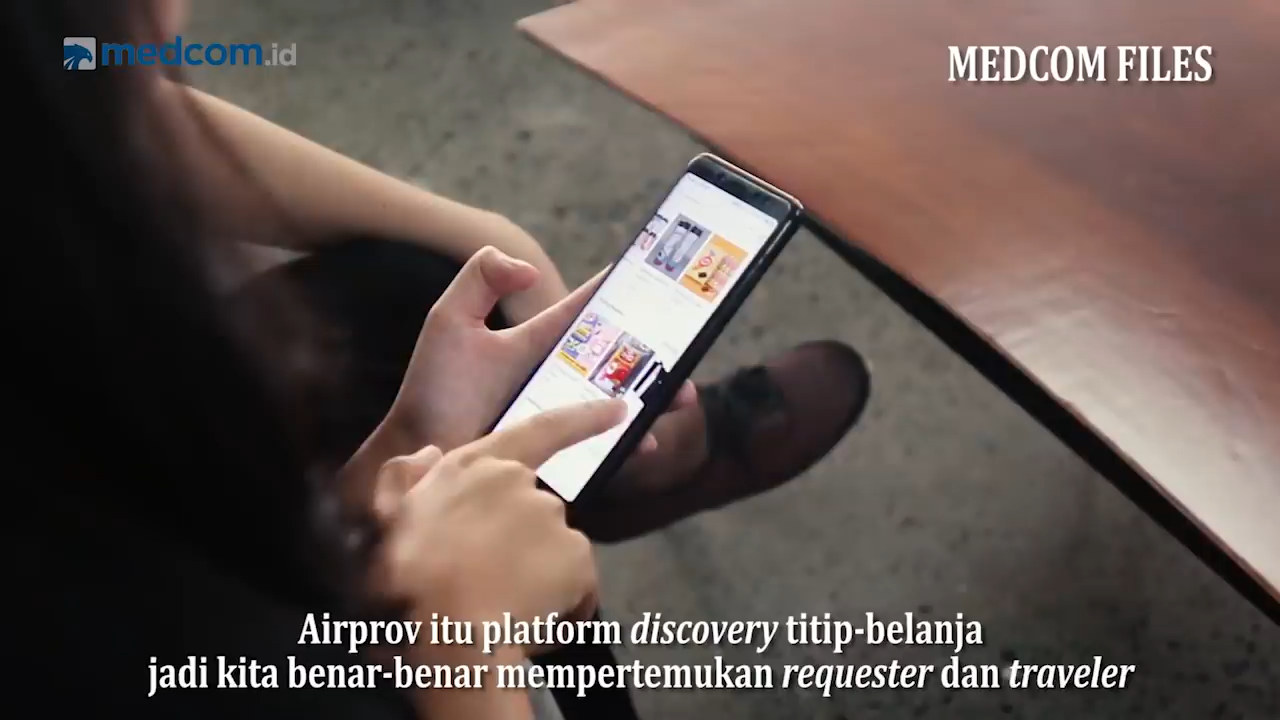 medcom.id
MEDCOM FILES
Airprov itu platform discovery titip-belanja
jadi kita benar-benar mempertemukan requester dan traveler